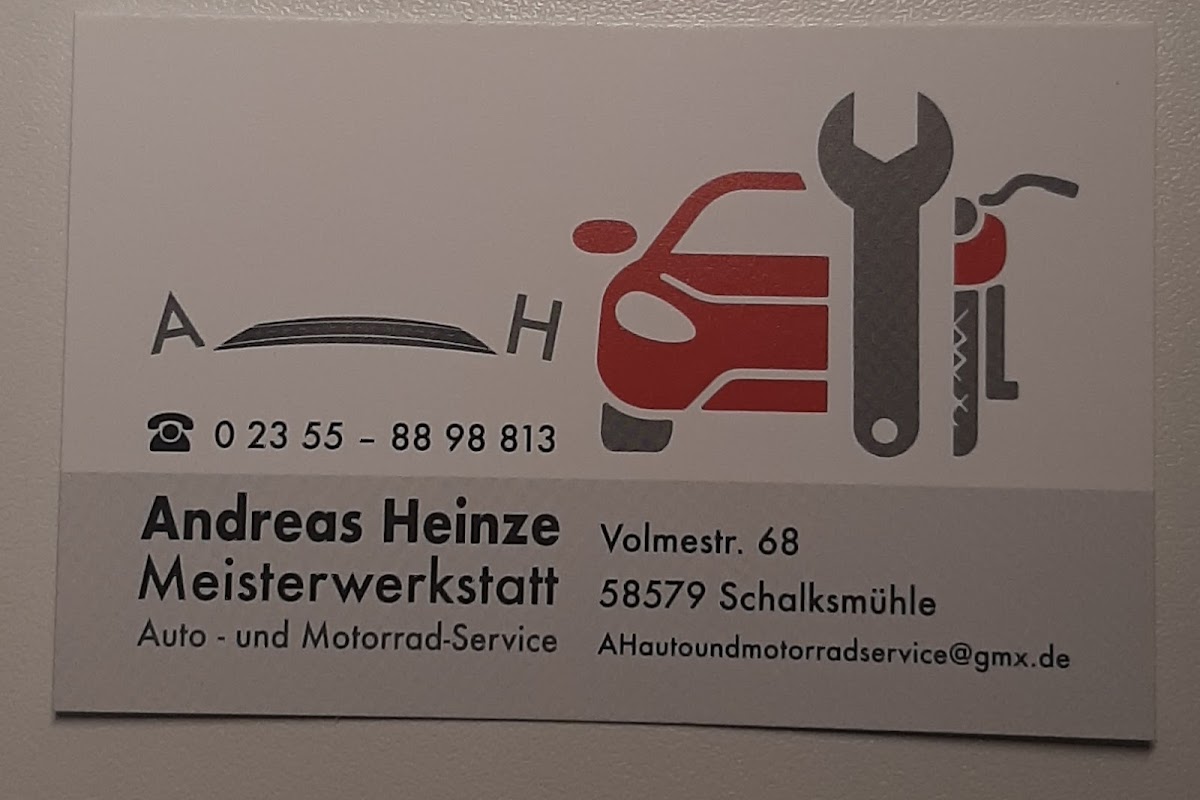 A H
0 23 55 – 88 98 813
Andreas Heinze
Meisterwerkstatt
Auto - und Motorrad-Service
Volmestr. 68
58579 Schalksmühle
AHautoundmotorradservice@gmx.de